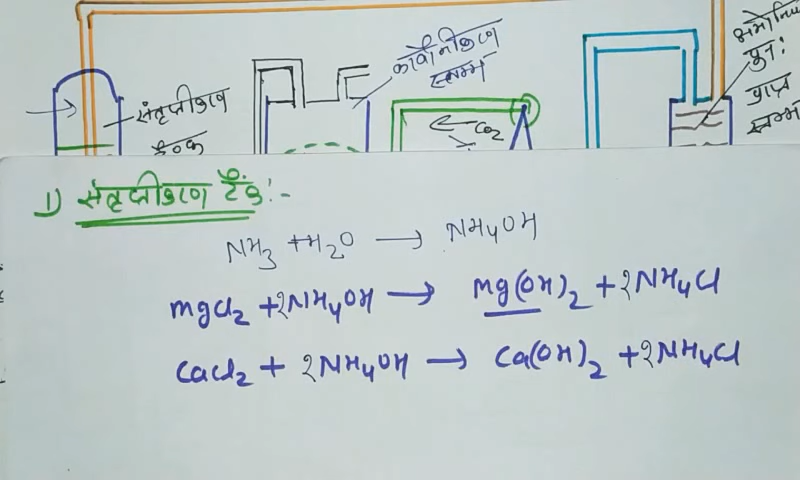 संतृप्तीकरण
टैंक
कार्बोनीकरण
स्तम्भ
CO2
पुनः
प्राप्त
स्तम्भ
1) संतृप्तीकरण टैंक:-
NH3 + H2O → NH4OH
MgCl2 + 2NH4OH → Mg(OH)2 + 2NH4Cl
CaCl2 + 2NH4OH → Ca(OH)2 + 2NH4Cl